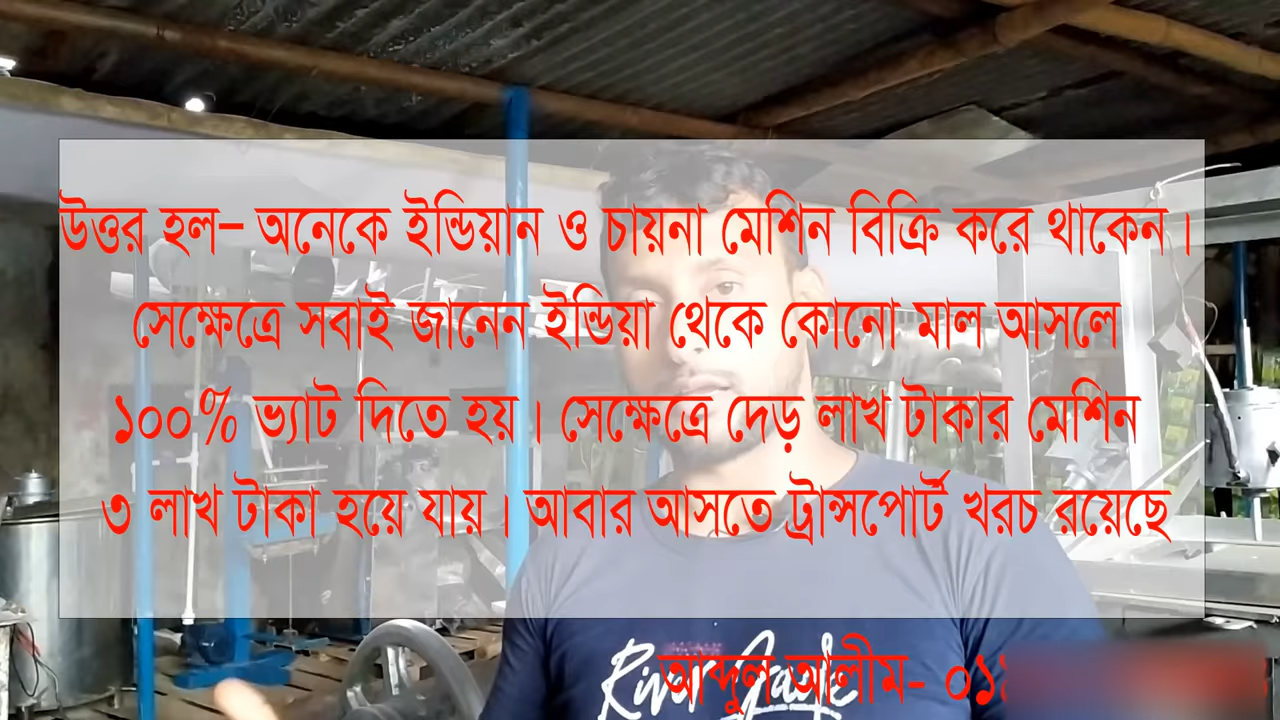 উত্তর হল– অনেকে ইন্ডিয়ান ও চায়না মেশিন বিক্রি করে থাকেন।
সেক্ষেত্রে সবাই জানেন ইন্ডিয়া থেকে কোনো মাল আসলে
১০০% ভ্যাট দিতে হয়। সেক্ষেত্রে দেড় লাখ টাকার মেশিন
৩ লাখ টাকা হয়ে যায়। আবার আসতে ট্রান্সপোর্ট খরচ রয়েছে
আব্দুল আলীম- ০১